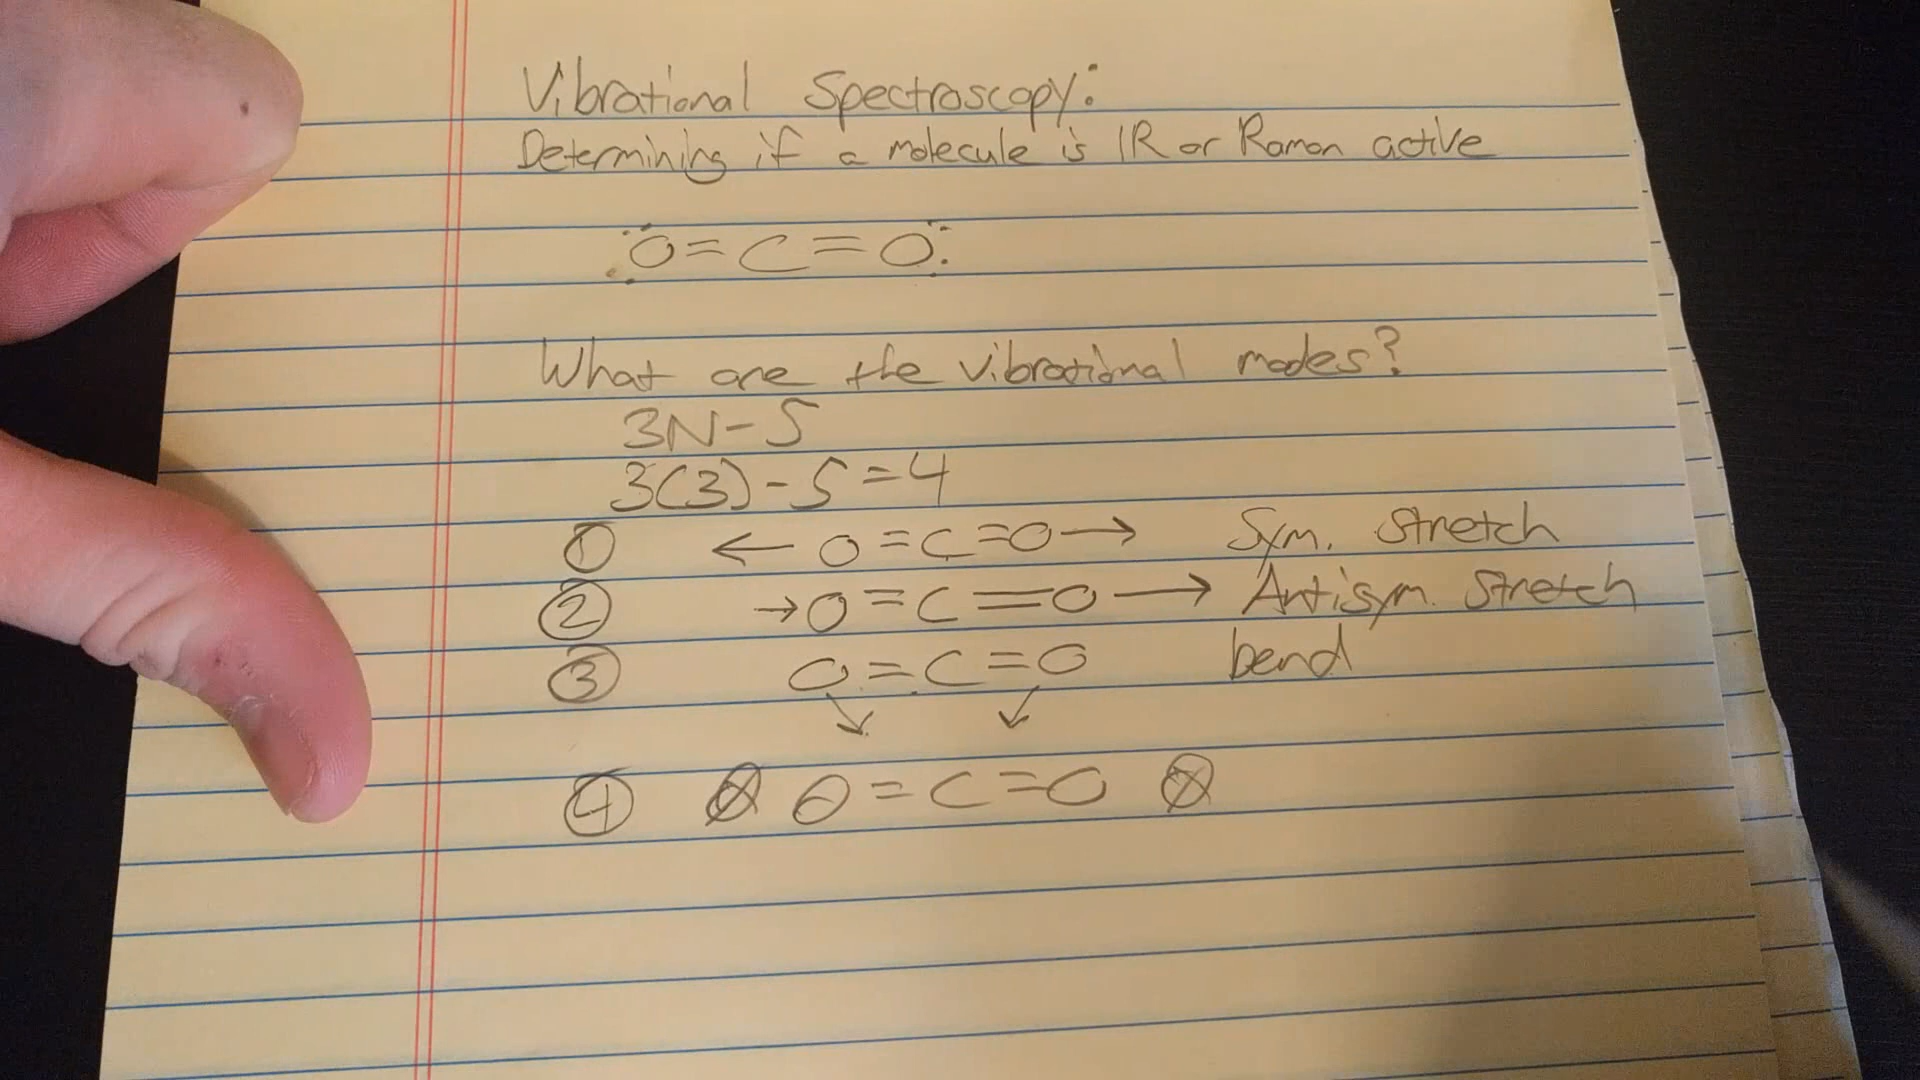 Vibrational Spectroscopy:
Determining if a molecule is IR or Raman active
:Ö=C=Ö:
What are the vibrational modes?
3N-5
3(3)-5=4
① ← O=C=O → Sym. Stretch
② →O=C=O → Antisym. Stretch
③ O=C=O bend
↘ ↙
④ ⊗ O=C=O ⊗